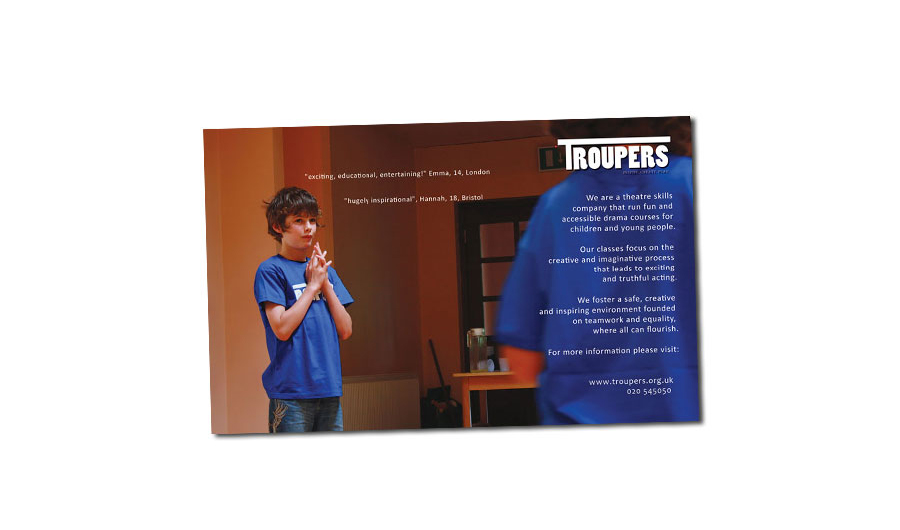 TROUPERS
"exciting, educational, entertaining!" Emma, 14, London
"hugely inspirational", Hannah, 18, Bristol
We are a theatre skills
company that run fun and
accessible drama courses for
children and young people.
Our classes focus on the
creative and imaginative process
that leads to exciting
and truthful acting.
We foster a safe, creative
and inspiring environment founded
on teamwork and equality,
where all can flourish.
For more information please visit:
www.troupers.org.uk
020 545050